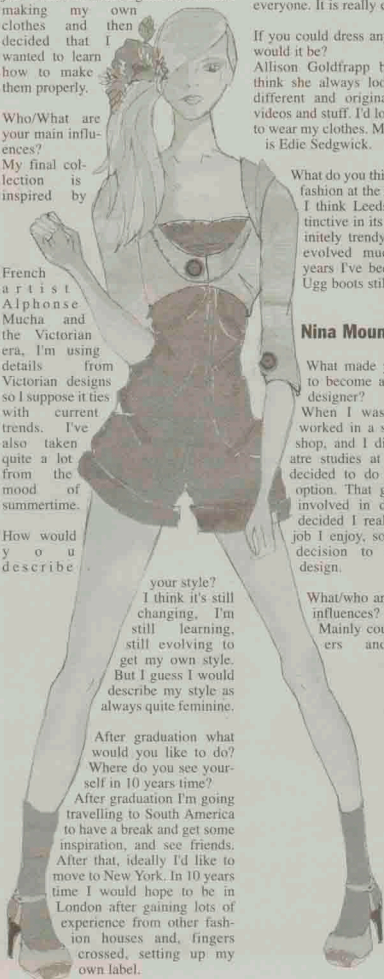 making my own
clothes and then
decided that I
wanted to learn
how to make
them properly.
Who/What are
your main influ-
ences?
My final col-
lection is
inspired by
French
artist
Alphonse
Mucha and
the Victorian
era, I'm using
details from
Victorian designs
so I suppose it ties
with current
trends. I've
also taken
quite a lot
from the
mood of
summertime.
How would
you
describe
your style?
I think it's still
changing, I'm
still learning,
still evolving to
get my own style.
But I guess I would
describe my style as
always quite feminine.
After graduation what
would you like to do?
Where do you see your-
self in 10 years time?
After graduation I'm going
travelling to South America
to have a break and get some
inspiration, and see friends.
After that, ideally I'd like to
move to New York. In 10 years
time I would hope to be in
London after gaining lots of
experience from other fash-
ion houses and, fingers
crossed, setting up my
own label.
everyone. It is really
If you could dress an
would it be?
Allison Goldfrapp
think she always
different and
videos and stuff. I'd
to wear my clothes.
is Edie Sedgwick.
What do you
fashion at the
I think Leeds
tinctive in its
initely trendy
evolved
years I've
Ugg boots
Nina
What made
to become a
designer?
When I was
worked in a
shop, and I
atre studies at
decided to do
option. That
involved in
decided I
job I enjoy, so
decision to
design.
What/who
influences?
Mainly
ers and